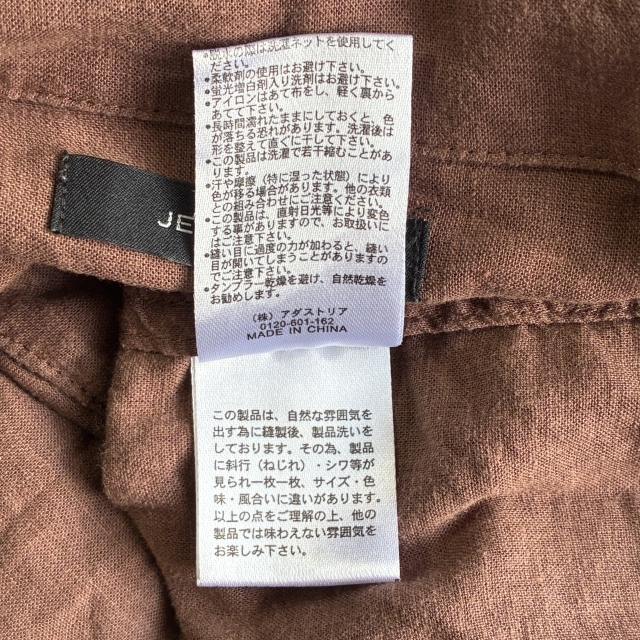 ・脱水の際は洗濯ネットを使用してく
ださい。
・柔軟剤の使用はお避け下さい。
・蛍光増白剤入り洗剤はお避け下さい。
・アイロンはあて布をし、軽く裏から
あてて下さい。
・長時間濡れたままにしておくと、色
が落ちる恐れがあります。洗濯後は
形を整えて直ぐに干して下さい。
・この製品は洗濯で若干縮むことがあ
ります。
・汗や摩擦（特に湿った状態）により
色が移る場合があります。他の衣類
との組み合わせにご注意下さい。
・この製品は、直射日光等により変色
する事がありますので、お取扱いに
はご注意下さい。
・縫い目に過度の力が加わると、縫い
目が開いてしまうことがありますの
でご注意下さい。
・タンブラー乾燥を避け、自然乾燥を
お勧めします。
（株）アダストリア
0120-601-162
MADE IN CHINA
JE
この製品は、自然な雰囲気を
出す為に縫製後、製品洗いを
しております。その為、製品
に斜行（ねじれ）・シワ等が
見られ一枚一枚、サイズ・色
味・風合いに違いがあります。
以上の点をご理解の上、他の
製品では味わえない雰囲気を
お楽しみ下さい。